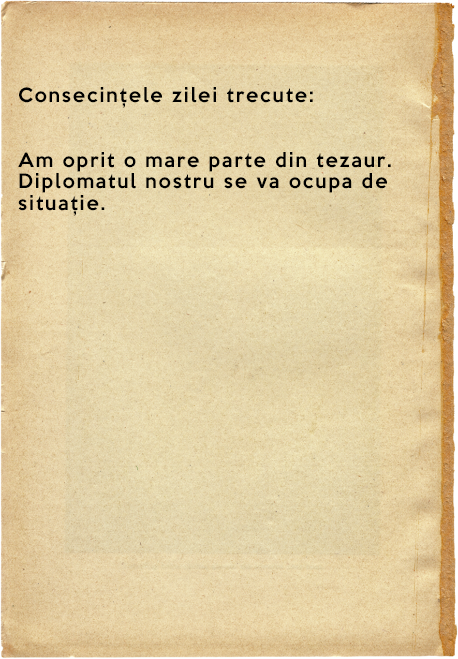 Consecințele zilei trecute:
Am oprit o mare parte din tezaur.
Diplomatul nostru se va ocupa de
situație.